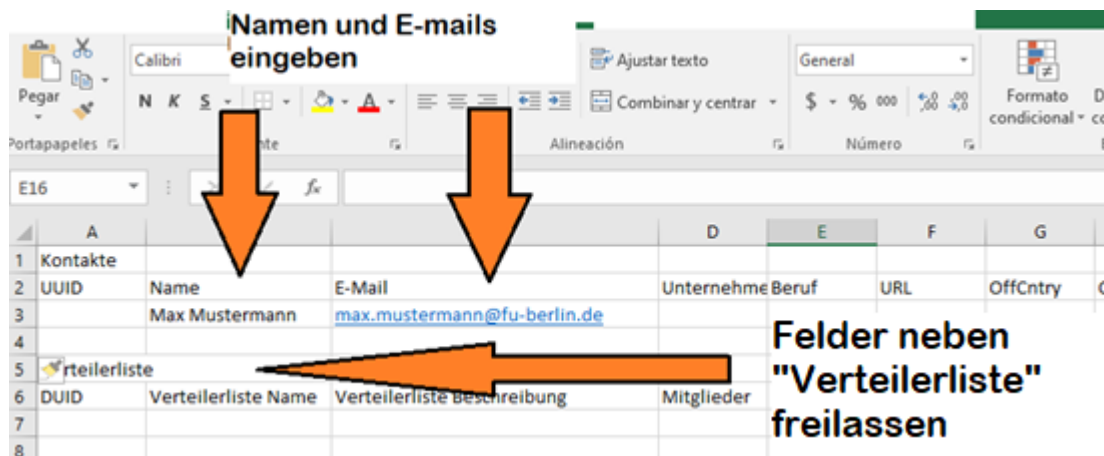 Namen und E-mails
eingeben
Calibri
Ajustar texto
General
Pegar
N K S
A
Combinar y centrar
$ % 000
Formato
condicional
Portapapeles
Alineación
Número
E16
fx
A D E F G
1 Kontakte
2 UUID Name E-Mail Unternehme Beruf URL OffCntry
3 Max Mustermann max.mustermann@fu-berlin.de
4
5 rteilerliste
6 DUID Verteilerliste Name Verteilerliste Beschreibung Mitglieder
7
8
Felder neben
"Verteilerliste"
freilassen